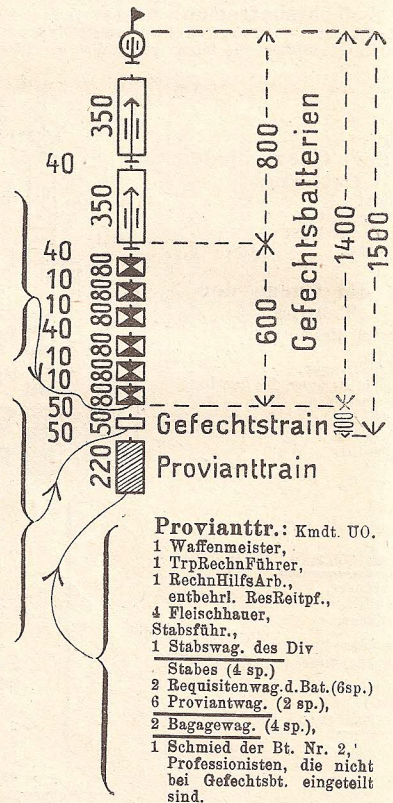 350
40
350
40
80
10
80
10
80
40
80
10
80
10
80
50
50
50
220
800
600
Gefechtsbatterien
1400
1500
100
Gefechtstrain
Provianttrain
Provianttr.: Kmdt. UO.
1 Waffenmeister,
1 TrpRechnFührer,
1 RechnHilfsArb.,
entbehrl. ResReitpf.,
4 Fleischhauer,
Stabsführ.,
1 Stabswag. des Div
Stabes (4 sp.)
2 Requisitenwag.d.Bat.(6sp.)
6 Proviantwag. (2 sp.),
2 Bagagewag. (4 sp.),
1 Schmied der Bt. Nr. 2,
Professionisten, die nicht
bei Gefechtsbt. eingeteilt
sind.